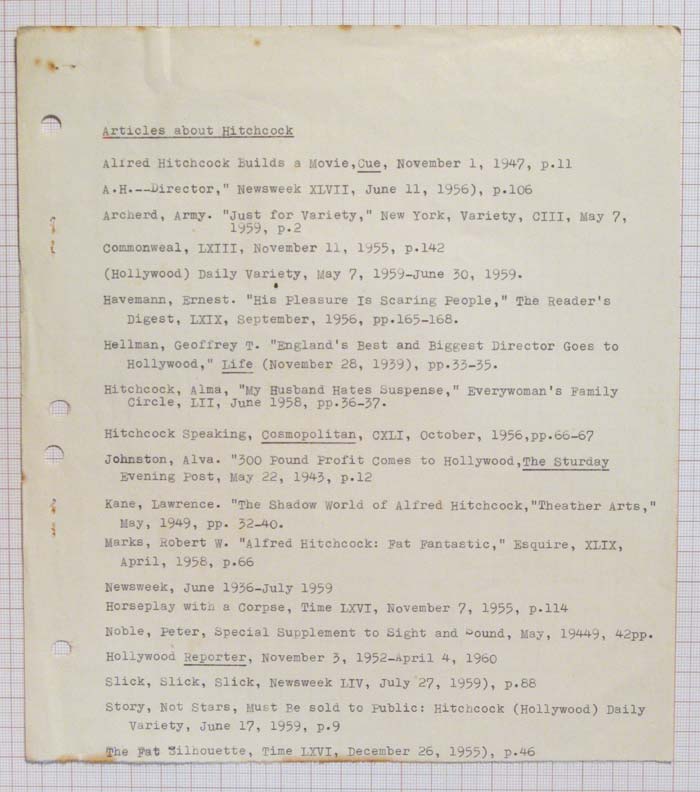 Articles about Hitchcock
Alfred Hitchcock Builds a Movie,Cue, November 1, 1947, p.11
A.H.--Director," Newsweek XLVII, June 11, 1956), p.106
Archerd, Army. "Just for Variety," New York, Variety, CIII, May 7,
1959, p.2
Commonweal, LXIII, November 11, 1955, p.142
(Hollywood) Daily Variety, May 7, 1959-June 30, 1959.
Havemann, Ernest. "His Pleasure Is Scaring People," The Reader's
Digest, LXIX, September, 1956, pp.165-168.
Hellman, Geoffrey T. "England's Best and Biggest Director Goes to
Hollywood," Life (November 28, 1939), pp.33-35.
Hitchcock, Alma, "My Husband Hates Suspense," Everywoman's Family
Circle, LII, June 1958, pp.36-37.
Hitchcock Speaking, Cosmopolitan, CXLI, October, 1956,pp.66-67
Johnston, Alva. "300 Pound Profit Comes to Hollywood,The Sturday
Evening Post, May 22, 1943, p.12
Kane, Lawrence. "The Shadow World of Alfred Hitchcock,"Theather Arts,"
May, 1949, pp. 32-40.
Marks, Robert W. "Alfred Hitchcock: Fat Fantastic," Esquire, XLIX,
April, 1958, p.66
Newsweek, June 1936-July 1959
Horseplay with a Corpse, Time LXVI, November 7, 1955, p.114
Noble, Peter, Special Supplement to Sight and Sound, May, 19449, 42pp.
Hollywood Reporter, November 3, 1952-April 4, 1960
Slick, Slick, Slick, Newsweek LIV, July 27, 1959), p.88
Story, Not Stars, Must Be sold to Public: Hitchcock (Hollywood) Daily
Variety, June 17, 1959, p.9
The Fat Silhouette, Time LXVI, December 26, 1955), p.46